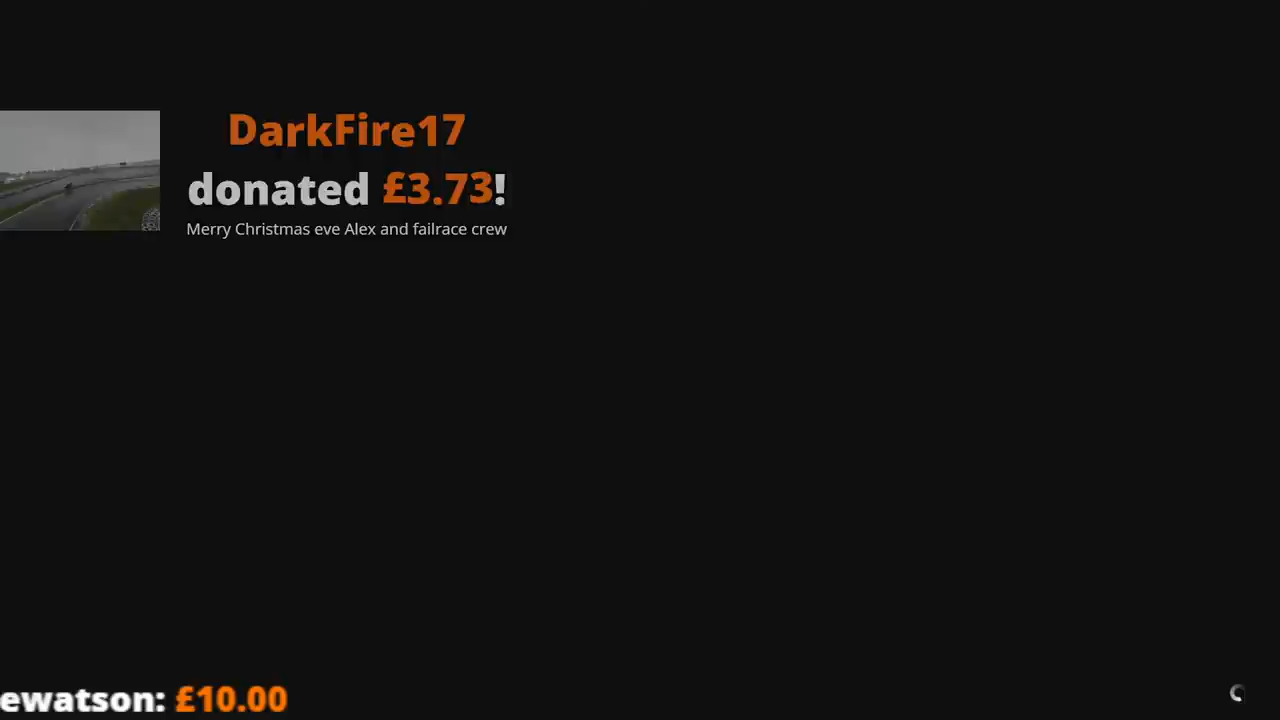 DarkFire17
donated £3.73!
Merry Christmas eve Alex and failrace crew
ewatson: £10.00